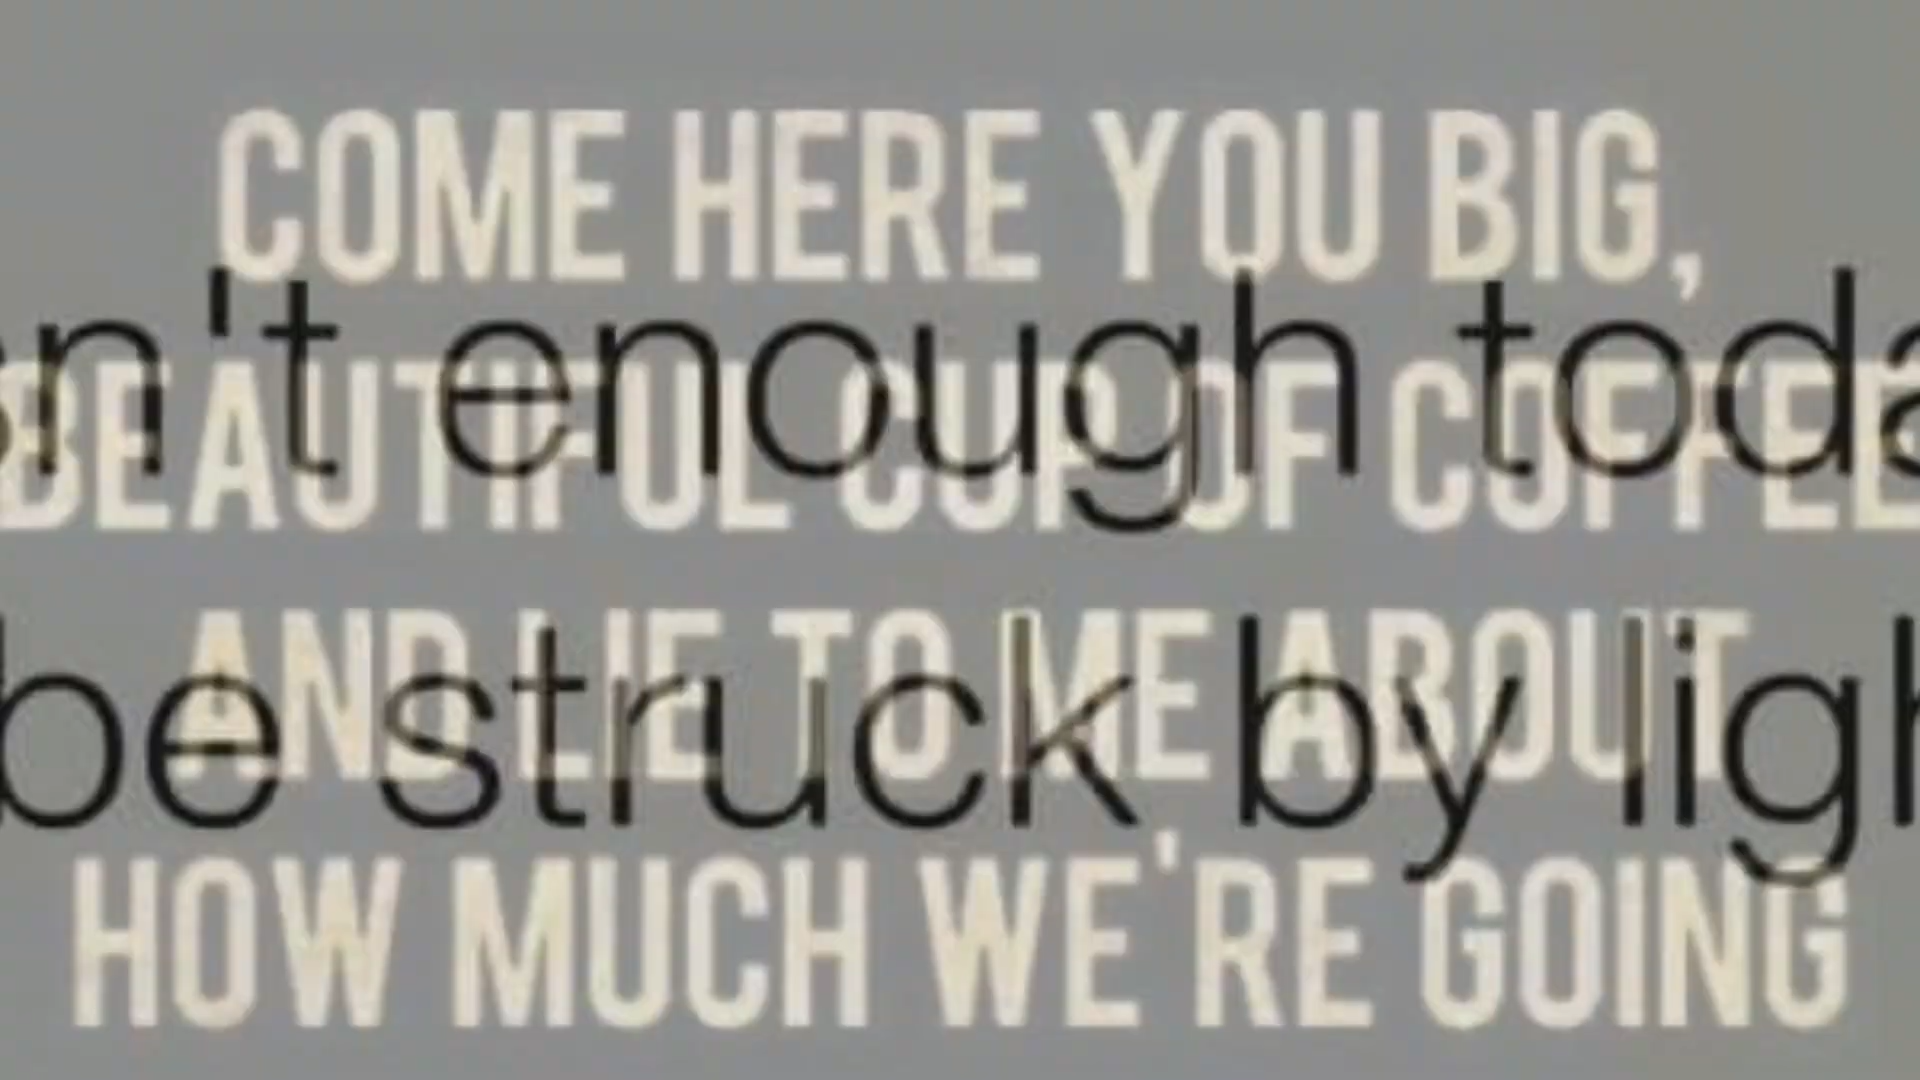 COME HERE YOU BIG,
n't enough toda
BEAUTIFUL CUP OF COFFEE
AND LIE TO ME ABOUT
be struck by ligh
HOW MUCH WE'RE GOING